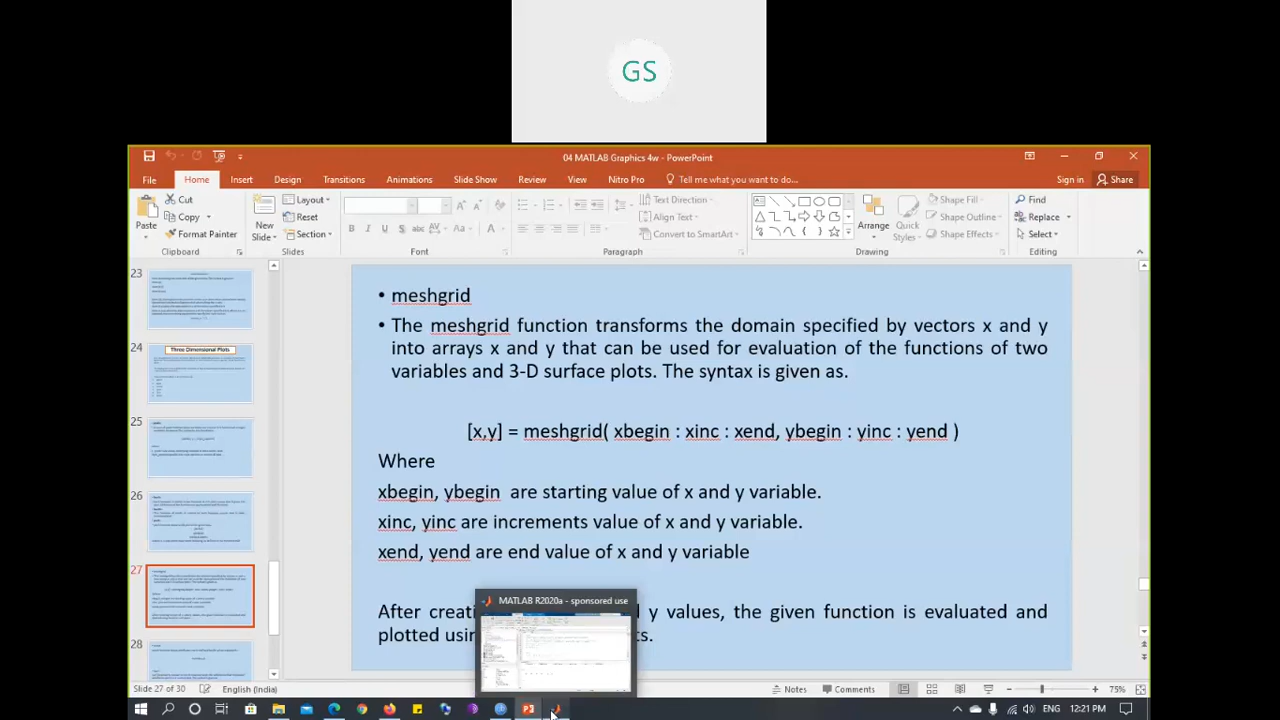 GS
04 MATLAB Graphics 4w - PowerPoint
File Home Insert Design Transitions Animations Slide Show Review View Nitro Pro Tell me what you want to do... Sign in Share
Paste
Cut
Copy
Format Painter
Clipboard
New Slide
Layout
Reset
Section
Slides
B I U S abc AV Aa A
Font
Text Direction
Align Text
Convert to SmartArt
Paragraph
Arrange
Quick Styles
Shape Fill
Shape Outline
Shape Effects
Drawing
Find
Replace
Select
Editing
23
24
Three Dimensional Plots
25
26
27
28
• meshgrid
• The meshgrid function transforms the domain specified by vectors x and y
into arrays x and y that can be used for evaluation of the functions of two
variables and 3-D surface plots. The syntax is given as.
[x,y] = meshgrid( xbegin : xinc : xend, ybegin : yinc : yend )
Where
xbegin, ybegin are starting value of x and y variable.
xinc, yinc are increments value of x and y variable.
xend, yend are end value of x and y variable
After crea y values, the given function is evaluated and
plotted usin s.
MATLAB R2020a - sponsored use
Slide 27 of 30 English (India) Notes Comments 75%
ENG 12:21 PM